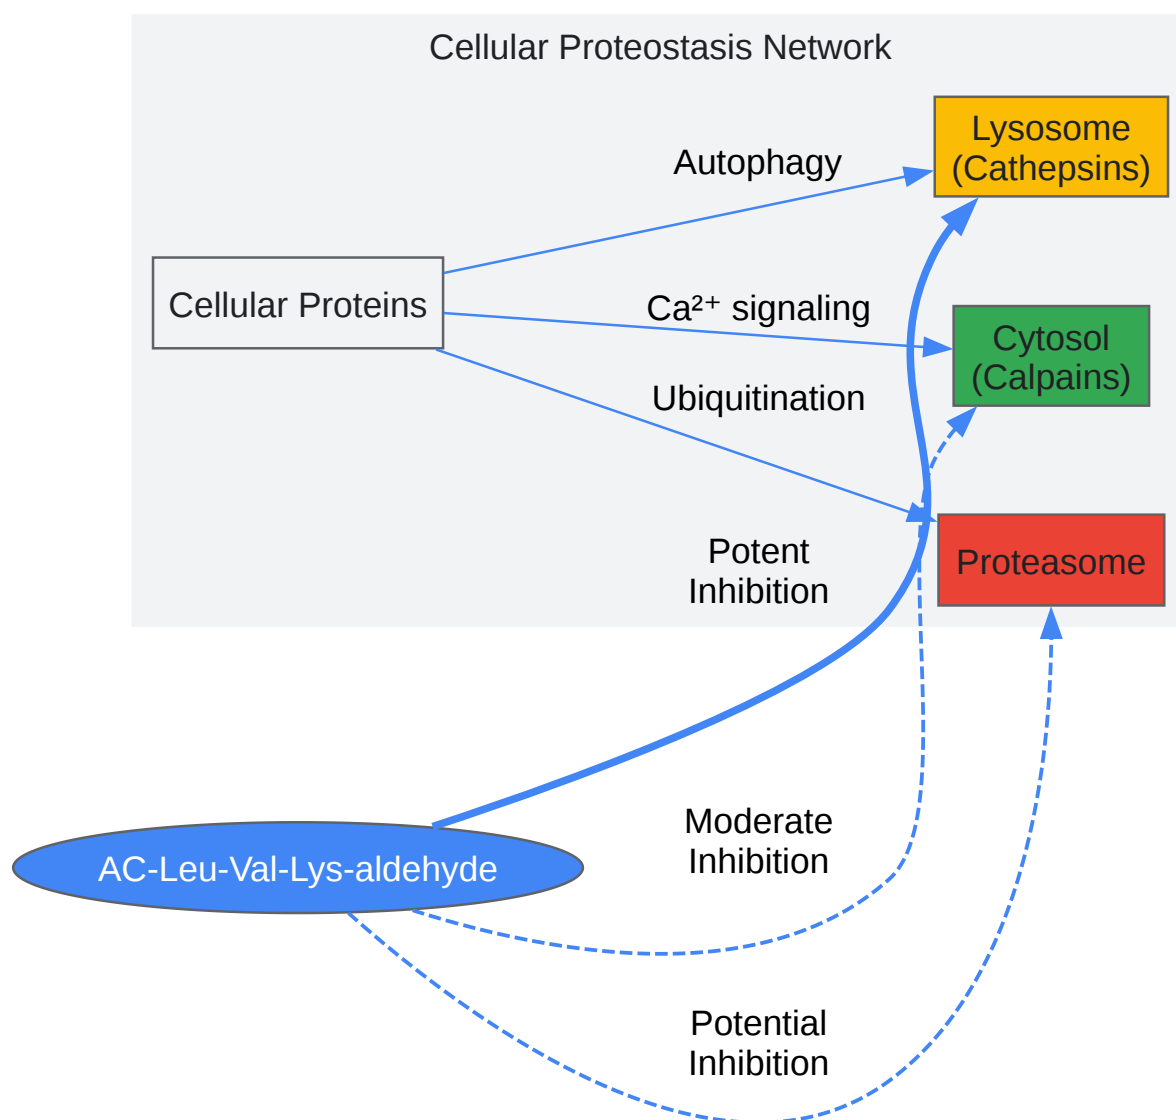 Cellular Proteostasis Network
Lysosome
(Cathepsins)
Autophagy
Cellular Proteins
Ca²⁺ signaling
Cytosol
(Calpains)
Ubiquitination
Potent
Inhibition
Proteasome
Moderate
Inhibition
AC-Leu-Val-Lys-aldehyde
Potential
Inhibition